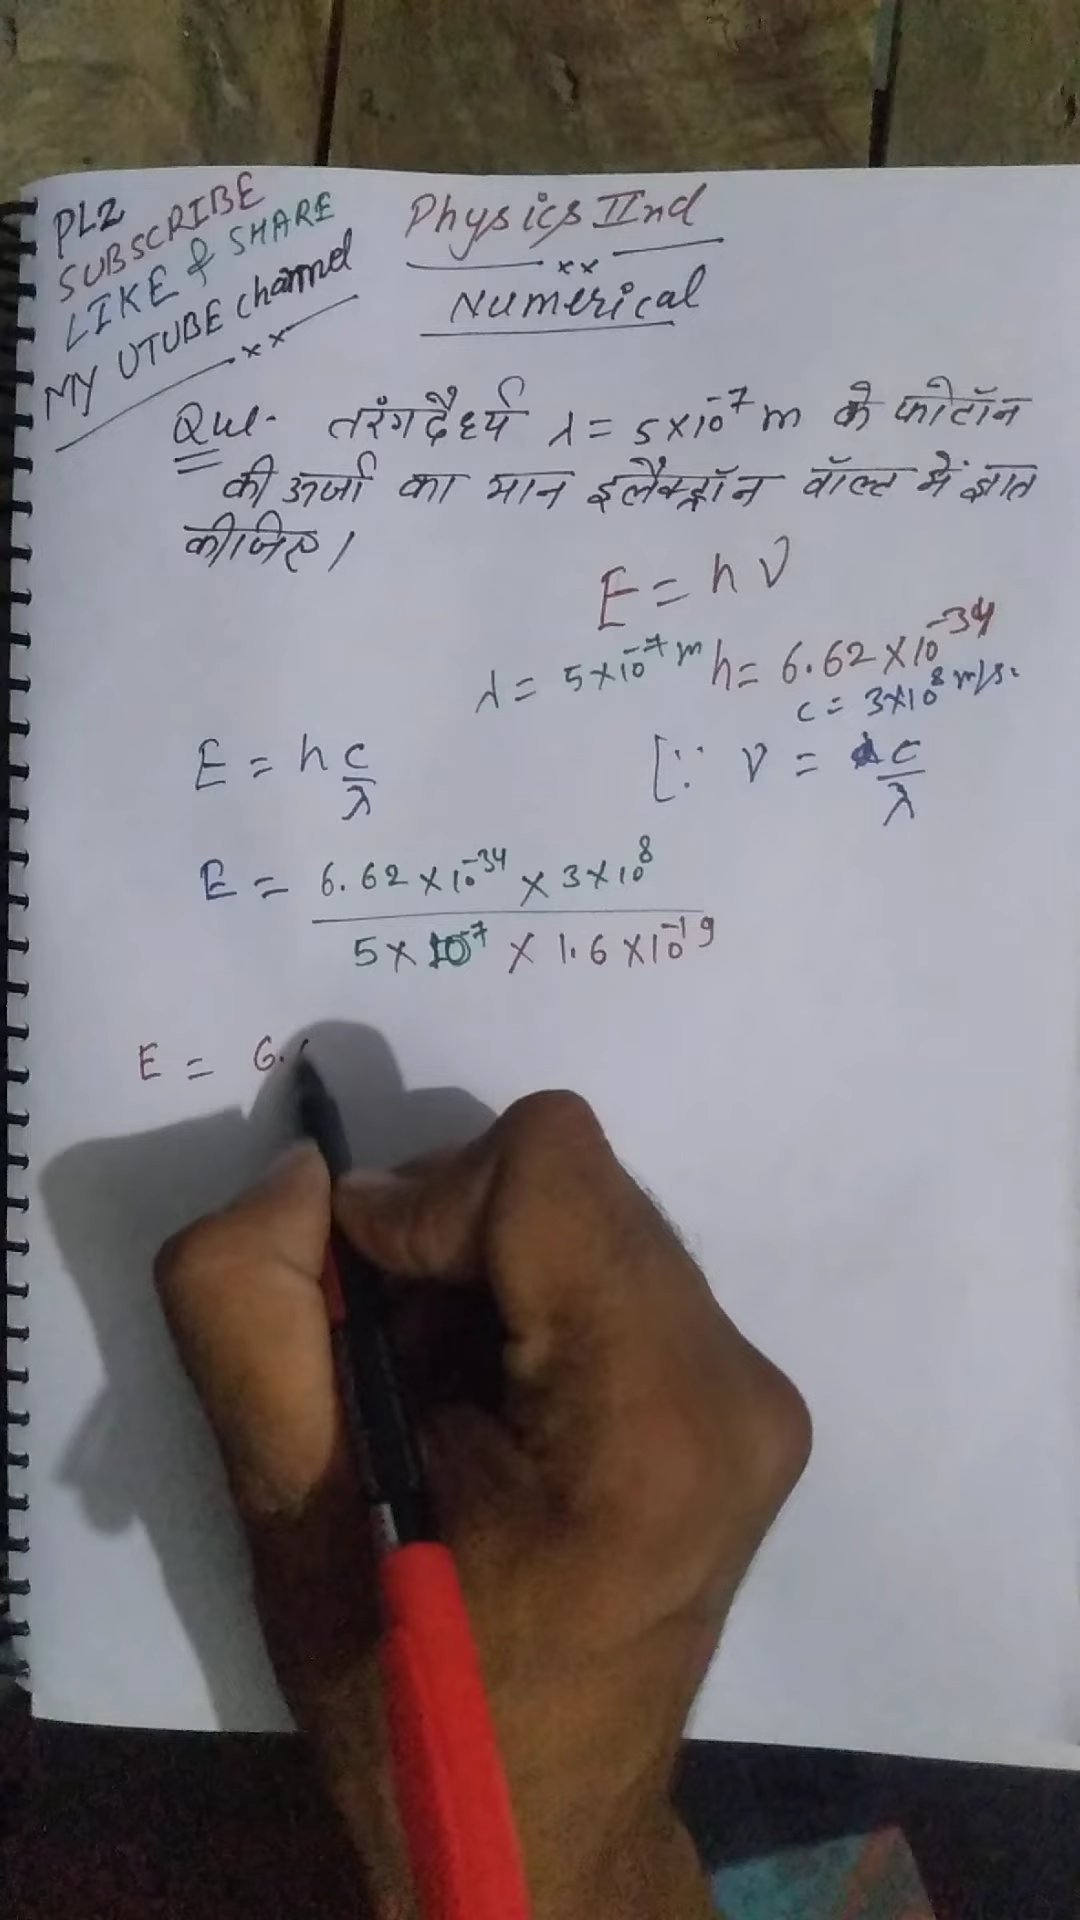 PLZ
SUBSCRIBE
LIKE & SHARE
MY UTUBE channel
Physics IInd
Numerical
Que. तरंगदैर्ध्य λ = 5×10⁻⁷ m के फोटॉन
की ऊर्जा का मान इलैक्ट्रॉन वॉल्ट में ज्ञात
कीजिए।
E = hν
λ = 5×10⁻⁷ m h = 6.62×10⁻³⁴
c = 3×10⁸ m/s.
E = h c/λ [∵ ν = c/λ
E = 6.62×10⁻³⁴ × 3×10⁸
5×10⁻⁷ × 1.6×10⁻¹⁹
E = 6.